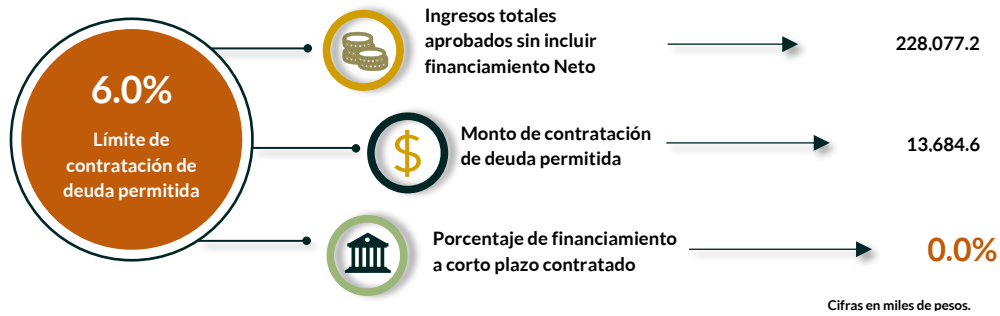 6.0%
Límite de
contratación de
deuda permitida
Ingresos totales
aprobados sin incluir
financiamiento Neto
228,077.2
$
Monto de contratación
de deuda permitida
13,684.6
Porcentaje de financiamiento
a corto plazo contratado
0.0%
Cifras en miles de pesos.